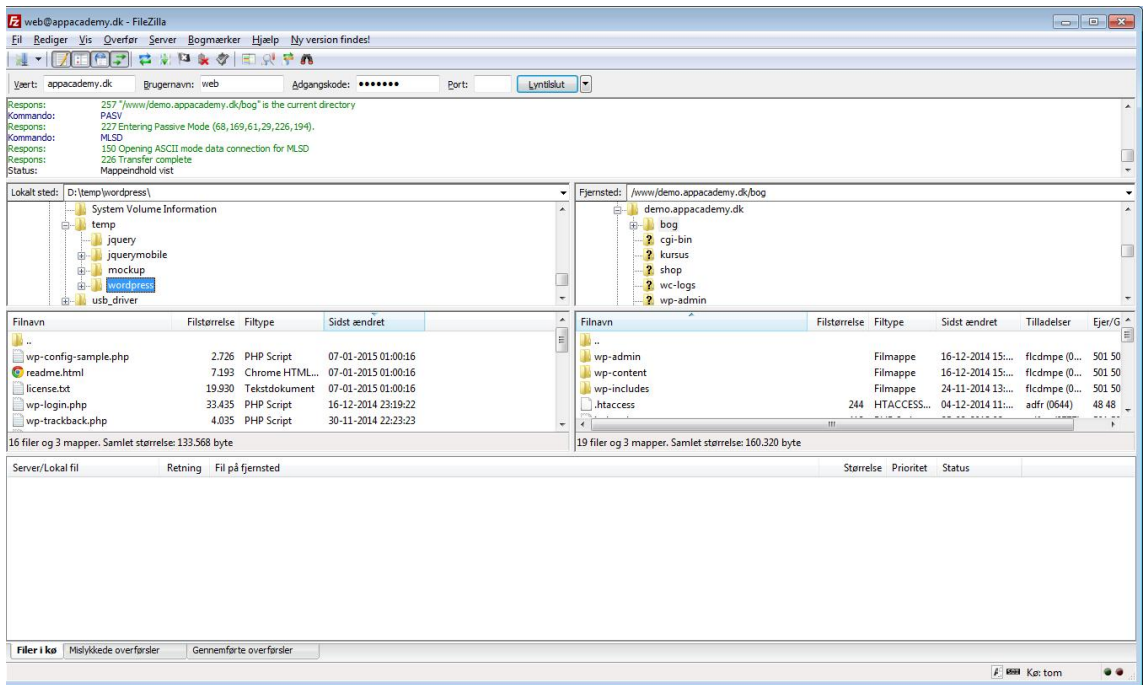 web@appacademy.dk - FileZilla
Fil Rediger Vis Overfør Server Bogmærker Hjælp Ny version findes!
Vært: appacademy.dk Brugernavn: web Adgangskode: ••••••• Port: Lyntilslut
Respons: 257 "/www/demo.appacademy.dk/bog" is the current directory
Kommando: PASV
Respons: 227 Entering Passive Mode (68,169,61,29,226,194).
Kommando: MLSD
Respons: 150 Opening ASCII mode data connection for MLSD
Respons: 226 Transfer complete
Status: Mappeindhold vist
Lokalt sted: D:\temp\wordpress\
System Volume Information
temp
jquery
jquerymobile
mockup
wordpress
usb_driver
Fjernsted: /www/demo.appacademy.dk/bog
demo.appacademy.dk
bog
? cgi-bin
? kursus
? shop
? wc-logs
? wp-admin
Filnavn Filstørrelse Filtype Sidst ændret
..
wp-config-sample.php 2.726 PHP Script 07-01-2015 01:00:16
readme.html 7.193 Chrome HTML... 07-01-2015 01:00:16
license.txt 19.930 Tekstdokument 07-01-2015 01:00:16
wp-login.php 33.435 PHP Script 16-12-2014 23:19:22
wp-trackback.php 4.035 PHP Script 30-11-2014 22:23:23
16 filer og 3 mapper. Samlet størrelse: 133.568 byte
Filnavn Filstørrelse Filtype Sidst ændret Tilladelser Ejer/G
..
wp-admin Filmappe 16-12-2014 15:... flcdmpe (0... 501 50
wp-content Filmappe 16-12-2014 15:... flcdmpe (0... 501 50
wp-includes Filmappe 24-11-2014 13:... flcdmpe (0... 501 50
.htaccess 244 HTACCESS... 04-12-2014 11:... adfr (0644) 48 48
19 filer og 3 mapper. Samlet størrelse: 160.320 byte
Server/Lokal fil Retning Fil på fjernsted Størrelse Prioritet Status
Filer i kø Mislykkede overførsler Gennemførte overførsler
Kø: tom